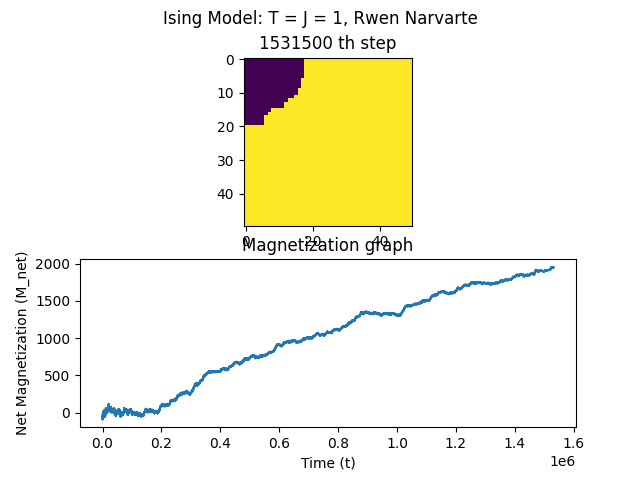 Ising Model: T = J = 1, Rwen Narvarte
1531500 th step
0
10
20
30
40
0 20 40
Magnetization graph
Net Magnetization (M_net)
2000
1500
1000
500
0
0.0 0.2 0.4 0.6 0.8 1.0 1.2 1.4 1.6
1e6
Time (t)